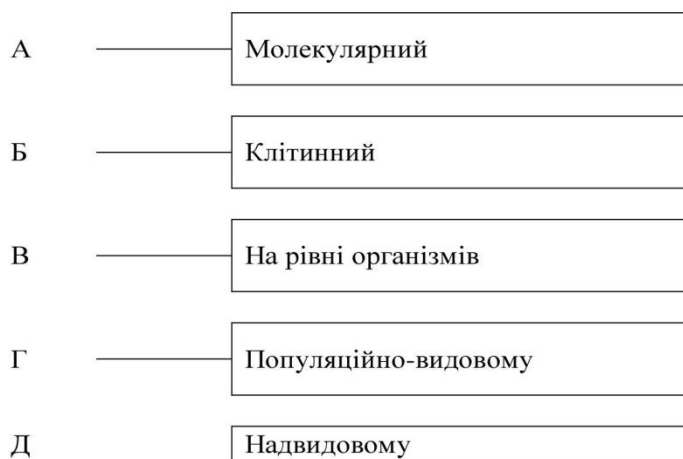 А Молекулярний
Б Клітинний
В На рівні організмів
Г Популяційно-видовому
Д Надвидовому